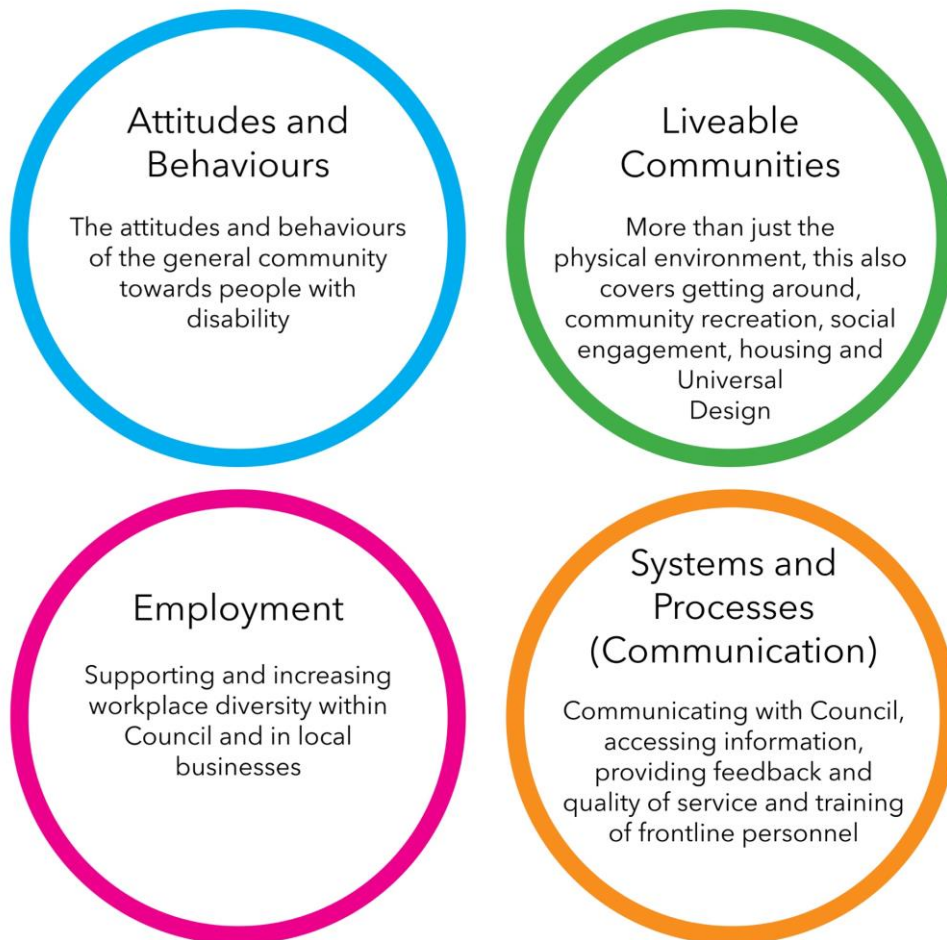 Attitudes and
Behaviours
The attitudes and behaviours
of the general community
towards people with
disability
Liveable
Communities
More than just the
physical environment, this also
covers getting around,
community recreation, social
engagement, housing and
Universal
Design
Employment
Supporting and increasing
workplace diversity within
Council and in local
businesses
Systems and
Processes
(Communication)
Communicating with Council,
accessing information,
providing feedback and
quality of service and training
of frontline personnel